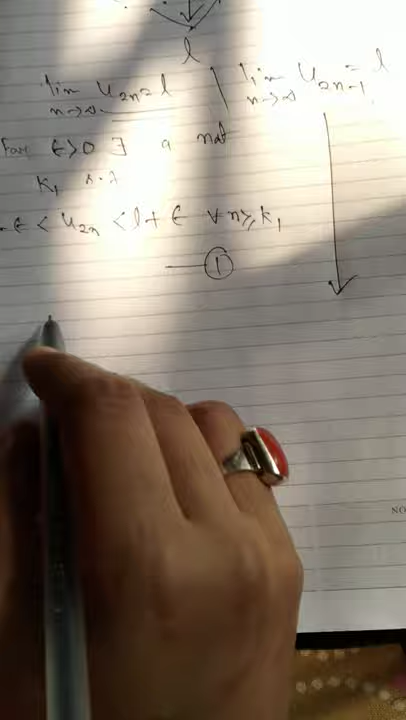 l
lim u₂ₙ = l | lim u₂ₙ₋₁ = l
n→∞ n→∞
For ϵ>0 ∃ a nat
k₁ s.t
-ϵ < u₂ₙ < l + ϵ ∀ n ≥ k₁
—①